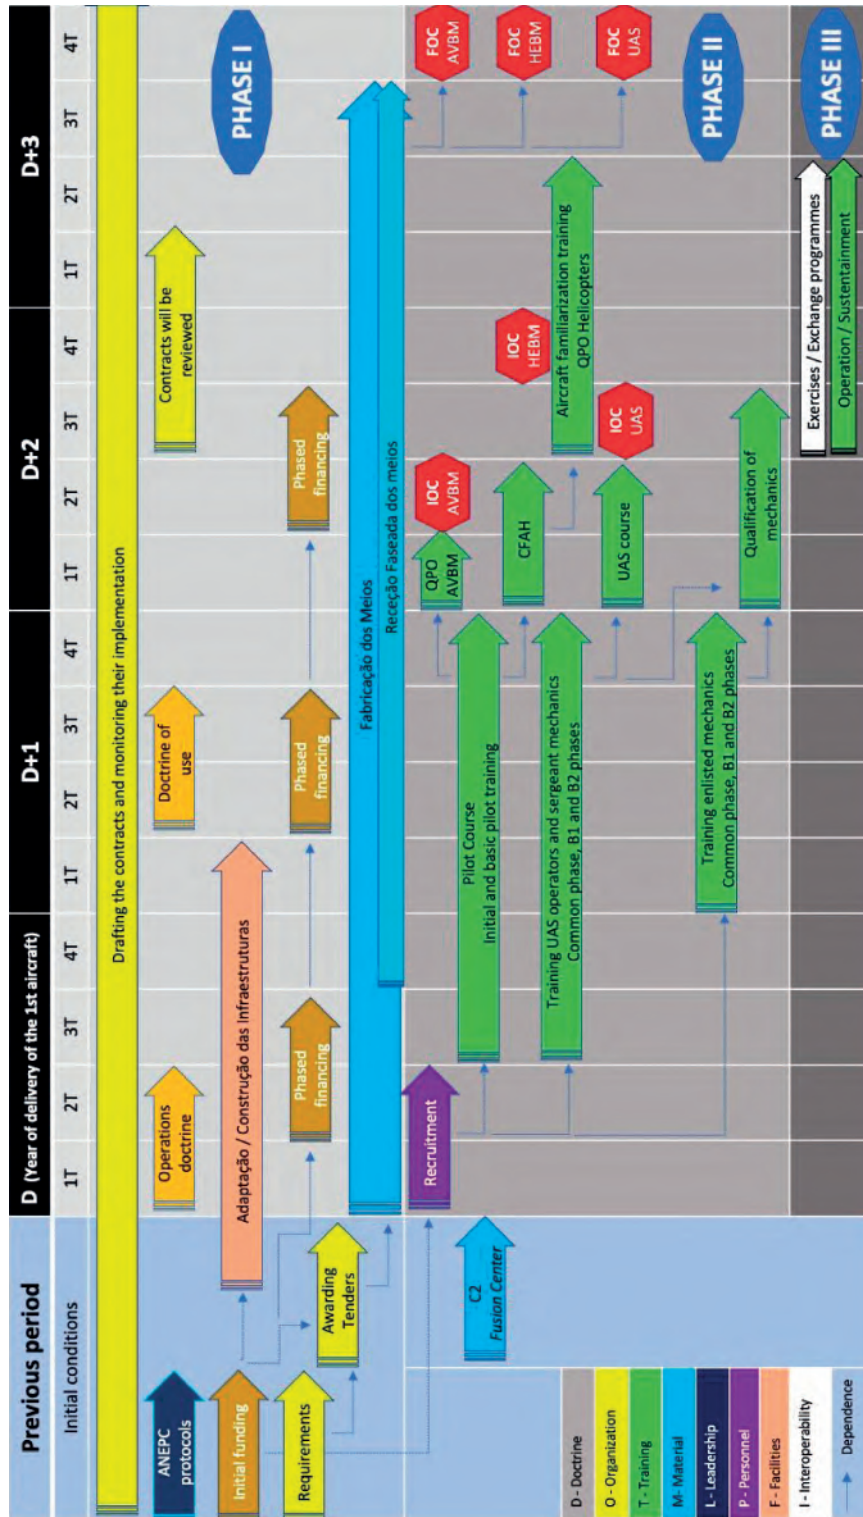 Previous period
D (Year of delivery of the 1st aircraft)
D+1
D+2
D+3
Initial conditions
1T
2T
3T
4T
1T
2T
3T
4T
1T
2T
3T
4T
1T
2T
3T
4T
Drafting the contracts and monitoring their implementation
ANEPC
protocols
Operations
doctrine
Doctrine of
use
Contracts will be
reviewed
PHASE I
Initial funding
Adaptação / Construção das Infraestruturas
Requirements
Awarding
Tenders
Phased
financing
Phased
financing
Phased
financing
Fabricação dos Meios
Receção Faseada dos meios
Recruitment
QPO
AVBM
IOC
AVBM
FOC
AVBM
C2
Fusion Center
Pilot Course
Initial and basic pilot training
CFAH
IOC
HEBM
FOC
HEBM
Training UAS operators and sergeant mechanics
Common phase, B1 and B2 phases
Aircraft familiarization training
QPO Helicopters
UAS course
IOC
UAS
FOC
UAS
Training enlisted mechanics
Common phase, B1 and B2 phases
Qualification of
mechanics
PHASE II
Exercises / Exchange programmes
Operation / Sustentainment
PHASE III
D - Doctrine
O - Organization
T - Training
M- Material
L - Leadership
P - Personnel
F - Facilities
I - Interoperability
Dependence